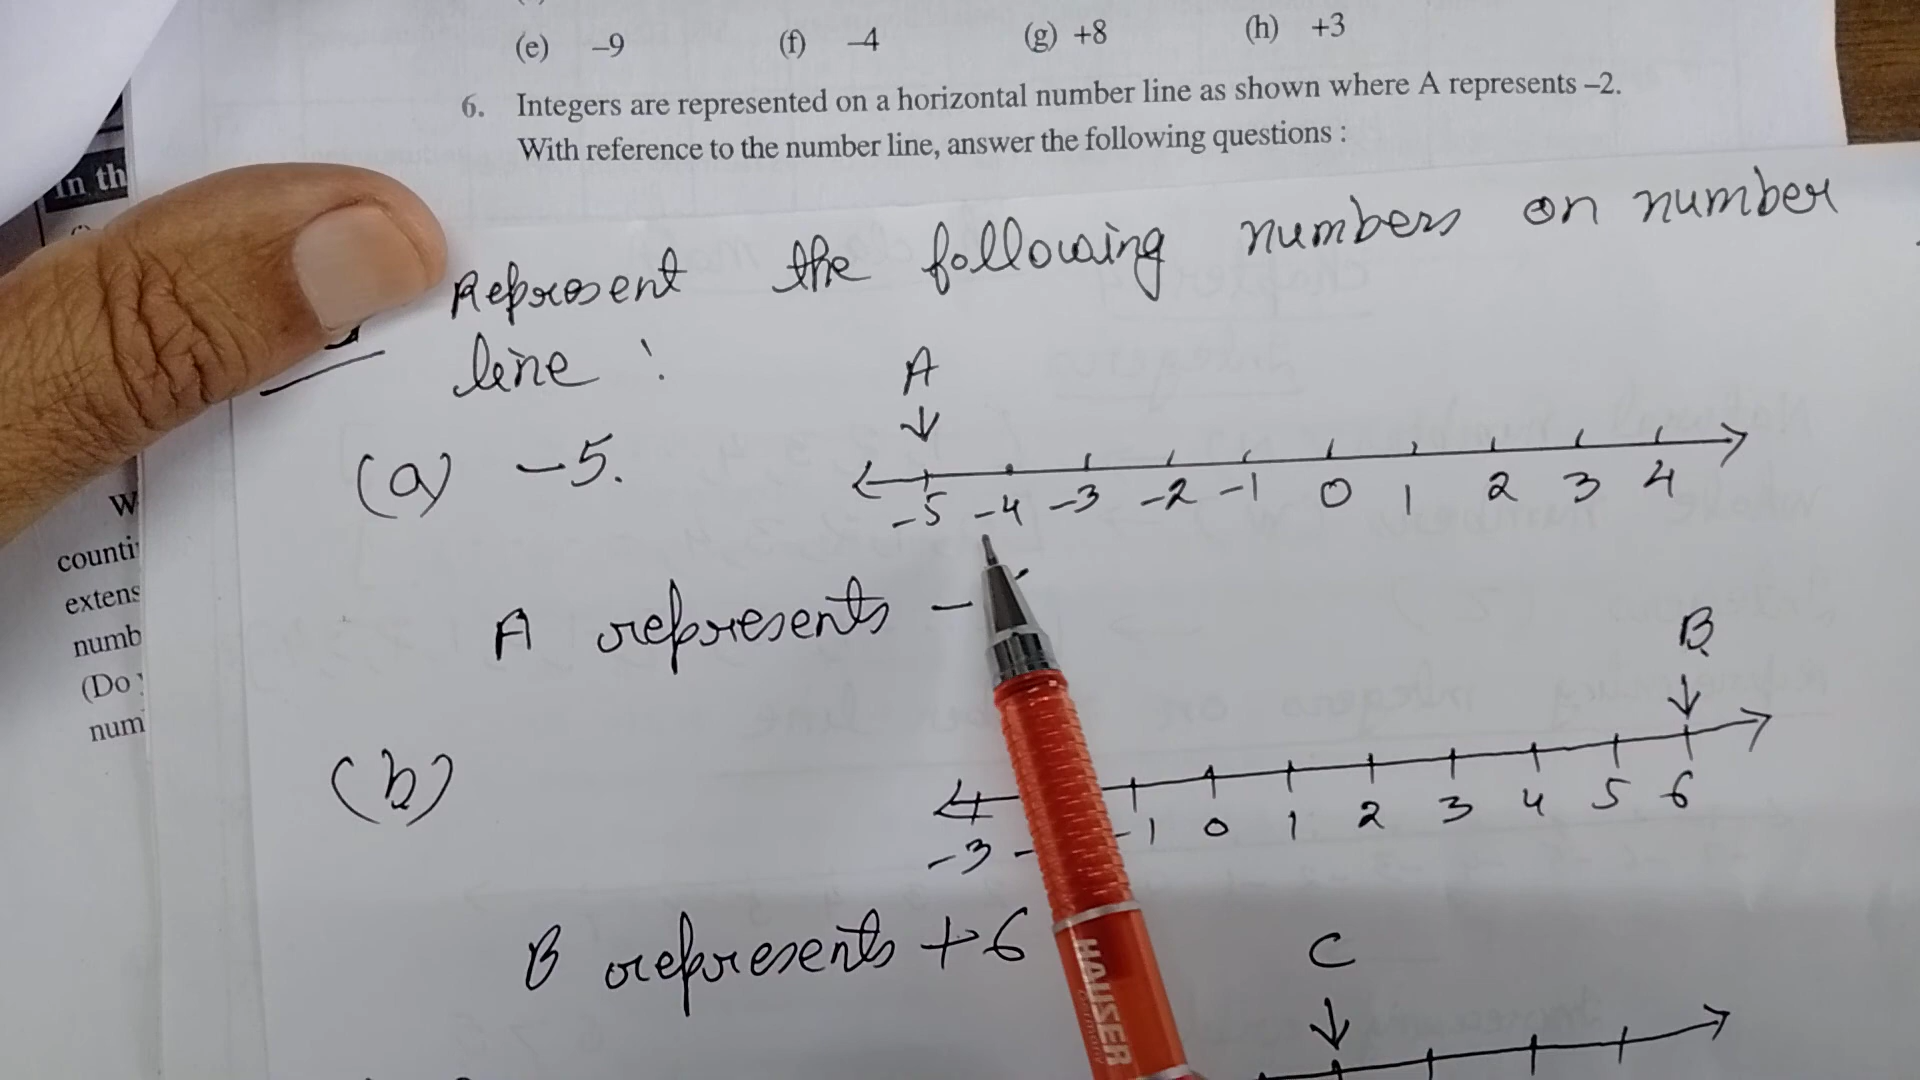 (e) –9 (f) –4 (g) +8 (h) +3
6. Integers are represented on a horizontal number line as shown where A represents –2.
With reference to the number line, answer the following questions :
In th
Represent the following numbers on number
line :
A
(a) -5.
-5 -4 -3 -2 -1 0 1 2 3 4
W
counti
extens
numb
(Do
num
A represents -
B
(b)
-3 - -1 0 1 2 3 4 5 6
B represents +6
C
HAUSER
Germany